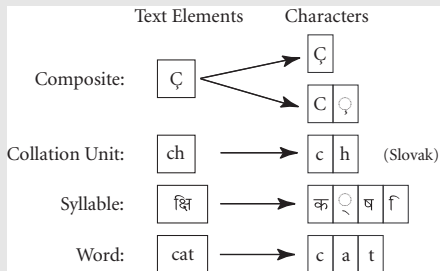 Text Elements Characters
Ç
Composite: Ç
C ◌̧
Collation Unit: ch c h (Slovak)
Syllable: क्षि क ◌् ष ि
Word: cat c a t